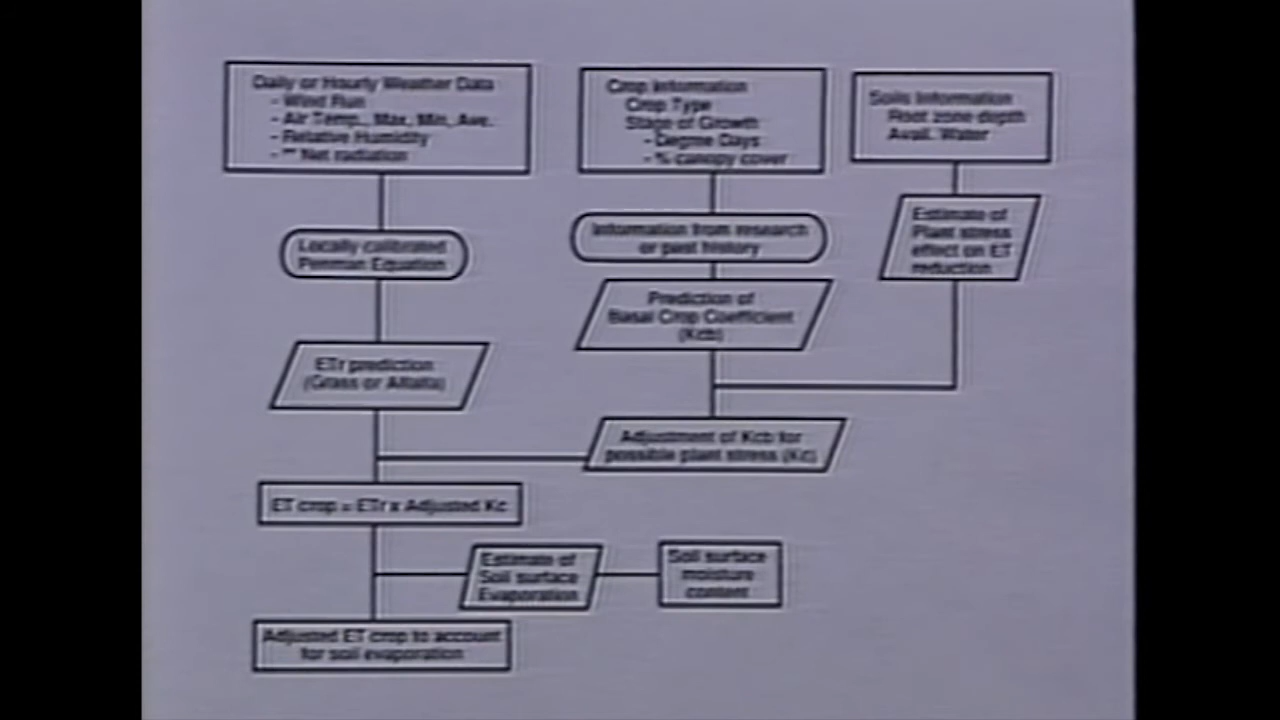 Daily or Hourly Weather Data
- Wind Run
- Air Temp., Max, Min, Ave.
- Relative Humidity
- ** Net radiation
Crop Information
Crop Type
Stage of Growth
- Degree Days
- % canopy cover
Soils Information
Root zone depth
Avail. Water
Locally calibrated
Penman Equation
Information from research
or past history
Estimate of
Plant stress
effect on ET
reduction
Prediction of
Basal Crop Coefficient
(Kcb)
ETr prediction
(Grass or Alfalfa)
Adjustment of Kcb for
possible plant stress (Kc)
ET crop = ETr x Adjusted Kc
Estimate of
Soil surface
Evaporation
Soil surface
moisture
content
Adjusted ET crop to account
for soil evaporation